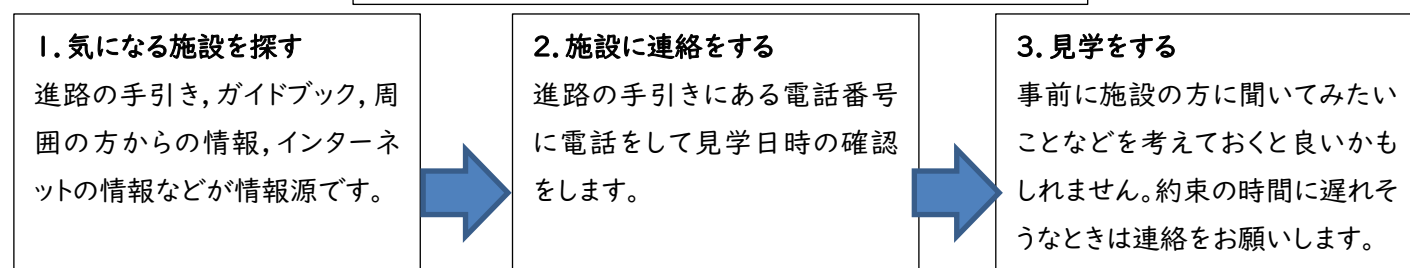 1.気になる施設を探す
進路の手引き,ガイドブック,周
囲の方からの情報,インターネ
ットの情報などが情報源です。
2.施設に連絡をする
進路の手引きにある電話番号
に電話をして見学日時の確認
をします。
3.見学をする
事前に施設の方に聞いてみたい
ことなどを考えておくと良いかも
しれません。約束の時間に遅れそ
うなときは連絡をお願いします。